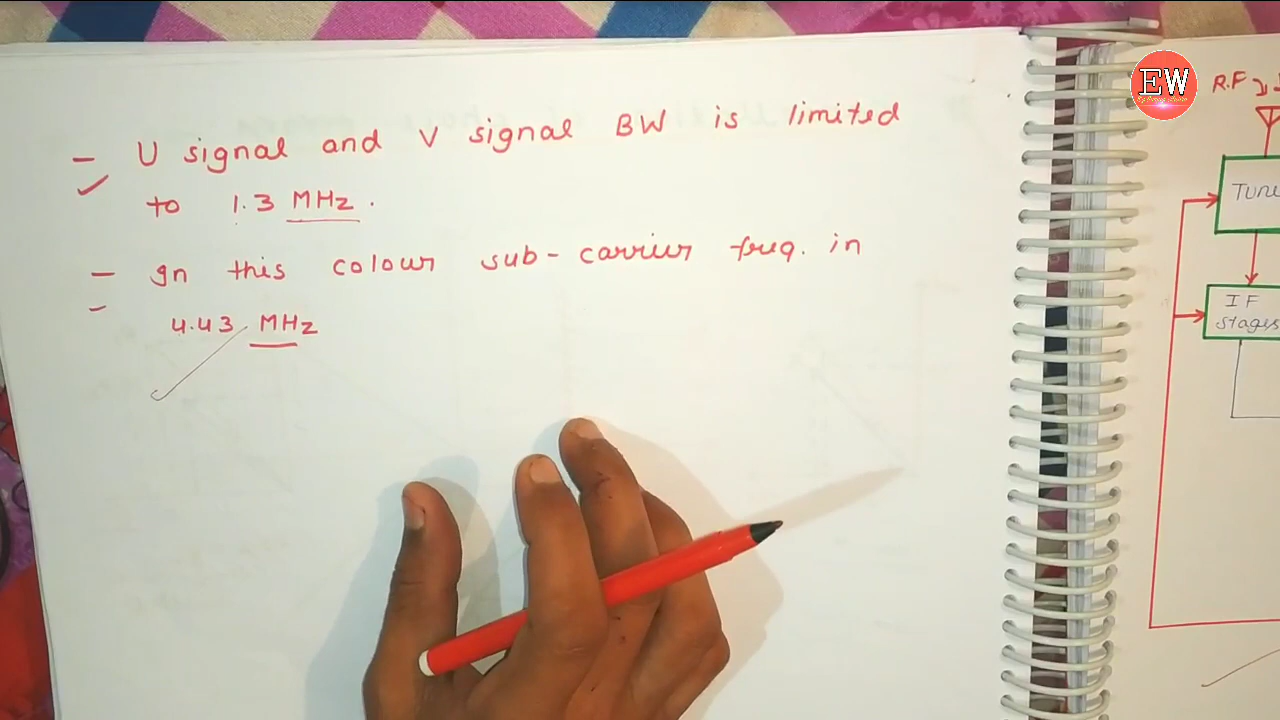 - U signal and V signal BW is limited
to 1.3 MHz.
- In this colour sub-carrier freq. in
4.43 MHz
EW
R.F
Tune
IF
stages